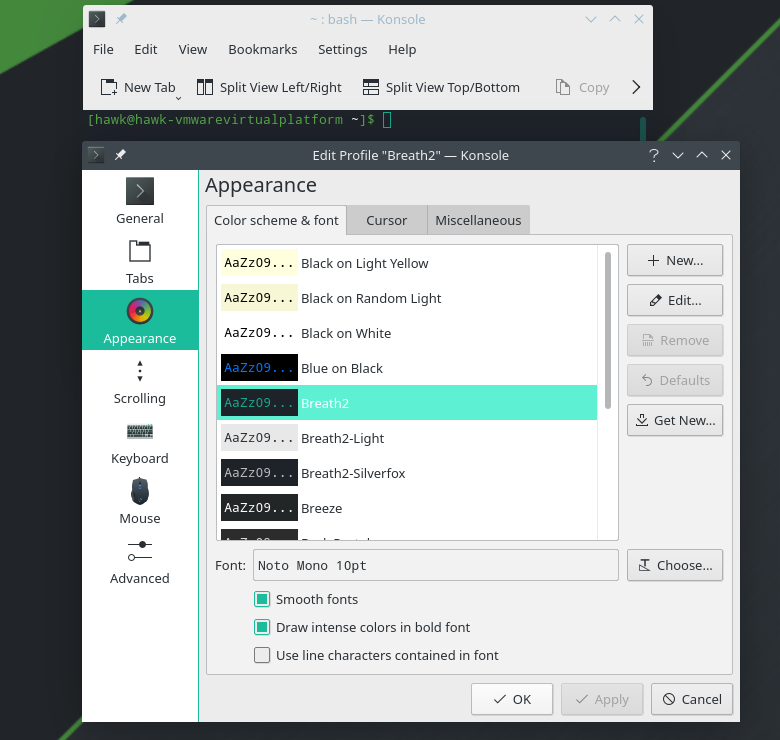 ~ : bash — Konsole
File Edit View Bookmarks Settings Help
New Tab Split View Left/Right Split View Top/Bottom Copy
[hawk@hawk-vmwarevirtualplatform ~]$
Edit Profile "Breath2" — Konsole
General
Tabs
Appearance
Scrolling
Keyboard
Mouse
Advanced
Appearance
Color scheme & font Cursor Miscellaneous
AaZz09... Black on Light Yellow
AaZz09... Black on Random Light
AaZz09... Black on White
AaZz09... Blue on Black
AaZz09... Breath2
AaZz09... Breath2-Light
AaZz09... Breath2-Silverfox
AaZz09... Breeze
New...
Edit...
Remove
Defaults
Get New...
Font: Noto Mono 10pt Choose...
Smooth fonts
Draw intense colors in bold font
Use line characters contained in font
OK Apply Cancel